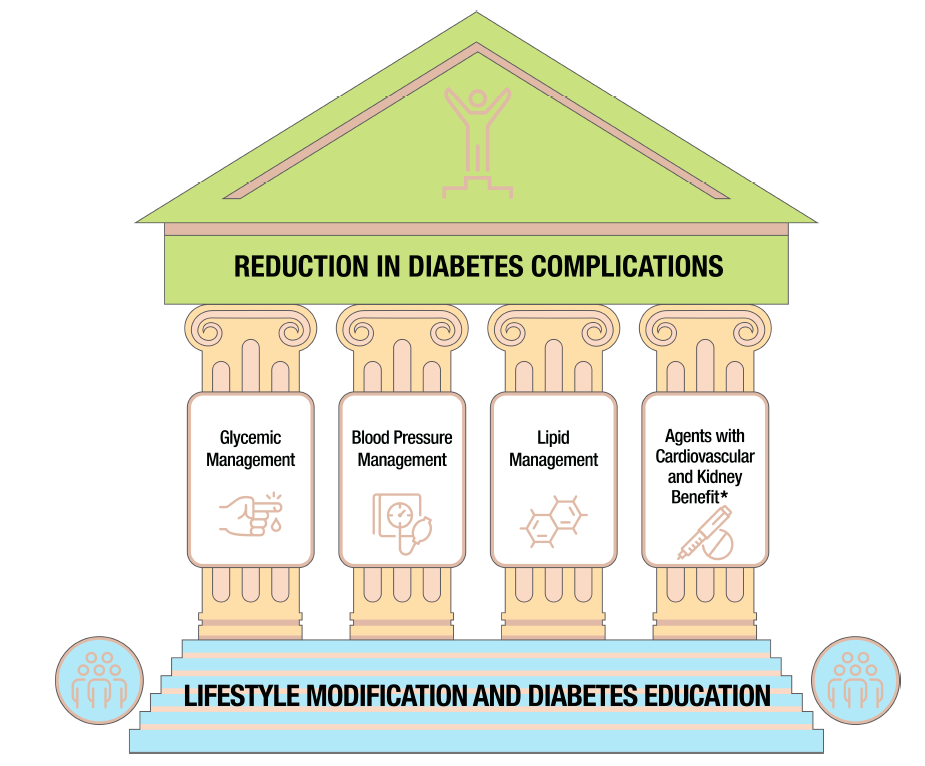 REDUCTION IN DIABETES COMPLICATIONS
Glycemic
Management
Blood Pressure
Management
Lipid
Management
Agents with
Cardiovascular
and Kidney
Benefit*
LIFESTYLE MODIFICATION AND DIABETES EDUCATION